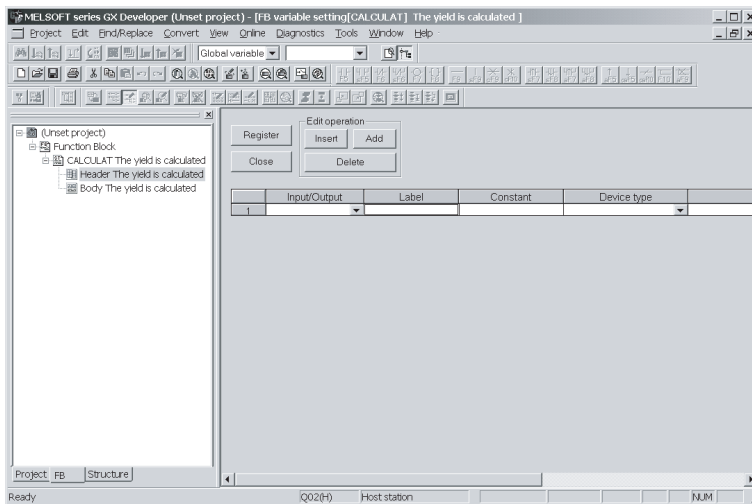 MELSOFT series GX Developer (Unset project) - [FB variable setting[CALCULAT] The yield is calculated ]
Project Edit Find/Replace Convert View Online Diagnostics Tools Window Help
Global variable
(Unset project)
Function Block
CALCULAT The yield is calculated
Header The yield is calculated
Body The yield is calculated
Edit operation
Register
Insert
Add
Close
Delete
Input/Output Label Constant Device type
1
Project FB Structure
Ready Q02(H) Host station NUM